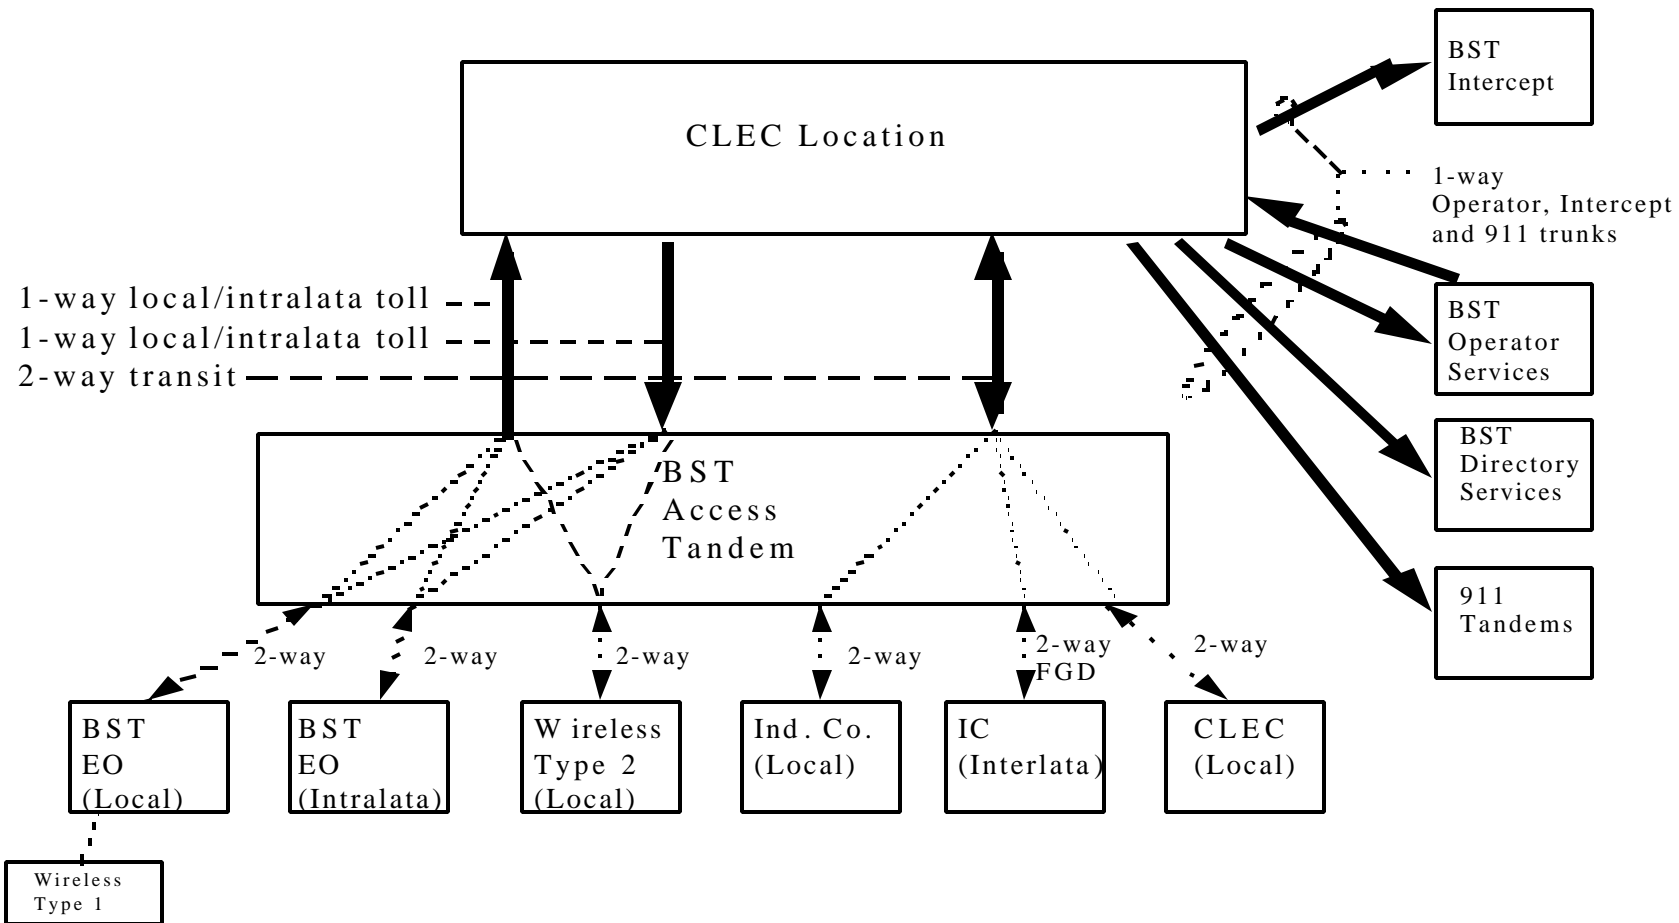 BST
Intercept
CLEC Location
1-way
Operator, Intercept
and 911 trunks
1-way local/intralata toll
1-way local/intralata toll
2-way transit
BST
Operator
Services
BST
Directory
Services
BST
Access
Tandem
911
Tandems
2-way
2-way
2-way
2-way
2-way
FGD
2-way
BST
EO
(Local)
BST
EO
(Intralata)
Wireless
Type 2
(Local)
Ind. Co.
(Local)
IC
(Interlata)
CLEC
(Local)
Wireless
Type 1